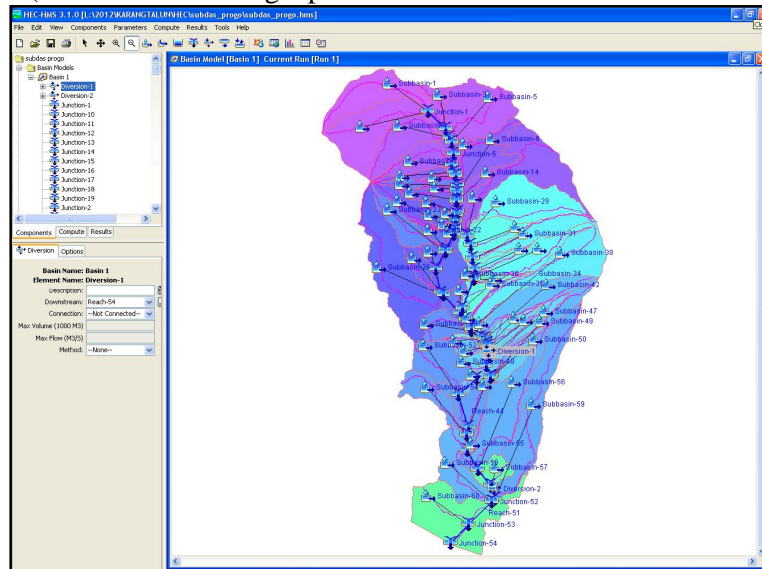 HEC-HMS 3.1.0 [L:\2012\KARANGTALUN\HEC\subdas_progo\subdas_progo.hms]
File Edit View Components Parameters Compute Results Tools Help
subdas progo
Basin Models
Basin 1
Diversion-1
Diversion-2
Junction-1
Junction-10
Junction-11
Junction-12
Junction-13
Junction-14
Junction-15
Junction-16
Junction-17
Junction-18
Junction-19
Junction-2
Components Compute Results
Diversion Options
Basin Name: Basin 1
Element Name: Diversion-1
Description:
Downstream: Reach-54
Connection: --Not Connected--
Max Volume (1000 M3)
Max Flow (M3/S)
Method: --None--
Basin Model [Basin 1] Current Run [Run 1]
Subbasin-1
Subbasin-5
Junction-1
Junction-5
Subbasin-14
Subbasin-29
Subbasin-31
Subbasin-38
Subbasin-34
Subbasin-42
Subbasin-47
Subbasin-49
Subbasin-50
Diversion-1
Subbasin-56
Subbasin-59
Reach-44
Subbasin-55
Subbasin-57
Diversion-2
Subbasin-60
Junction-52
Reach-51
Junction-53
Junction-54